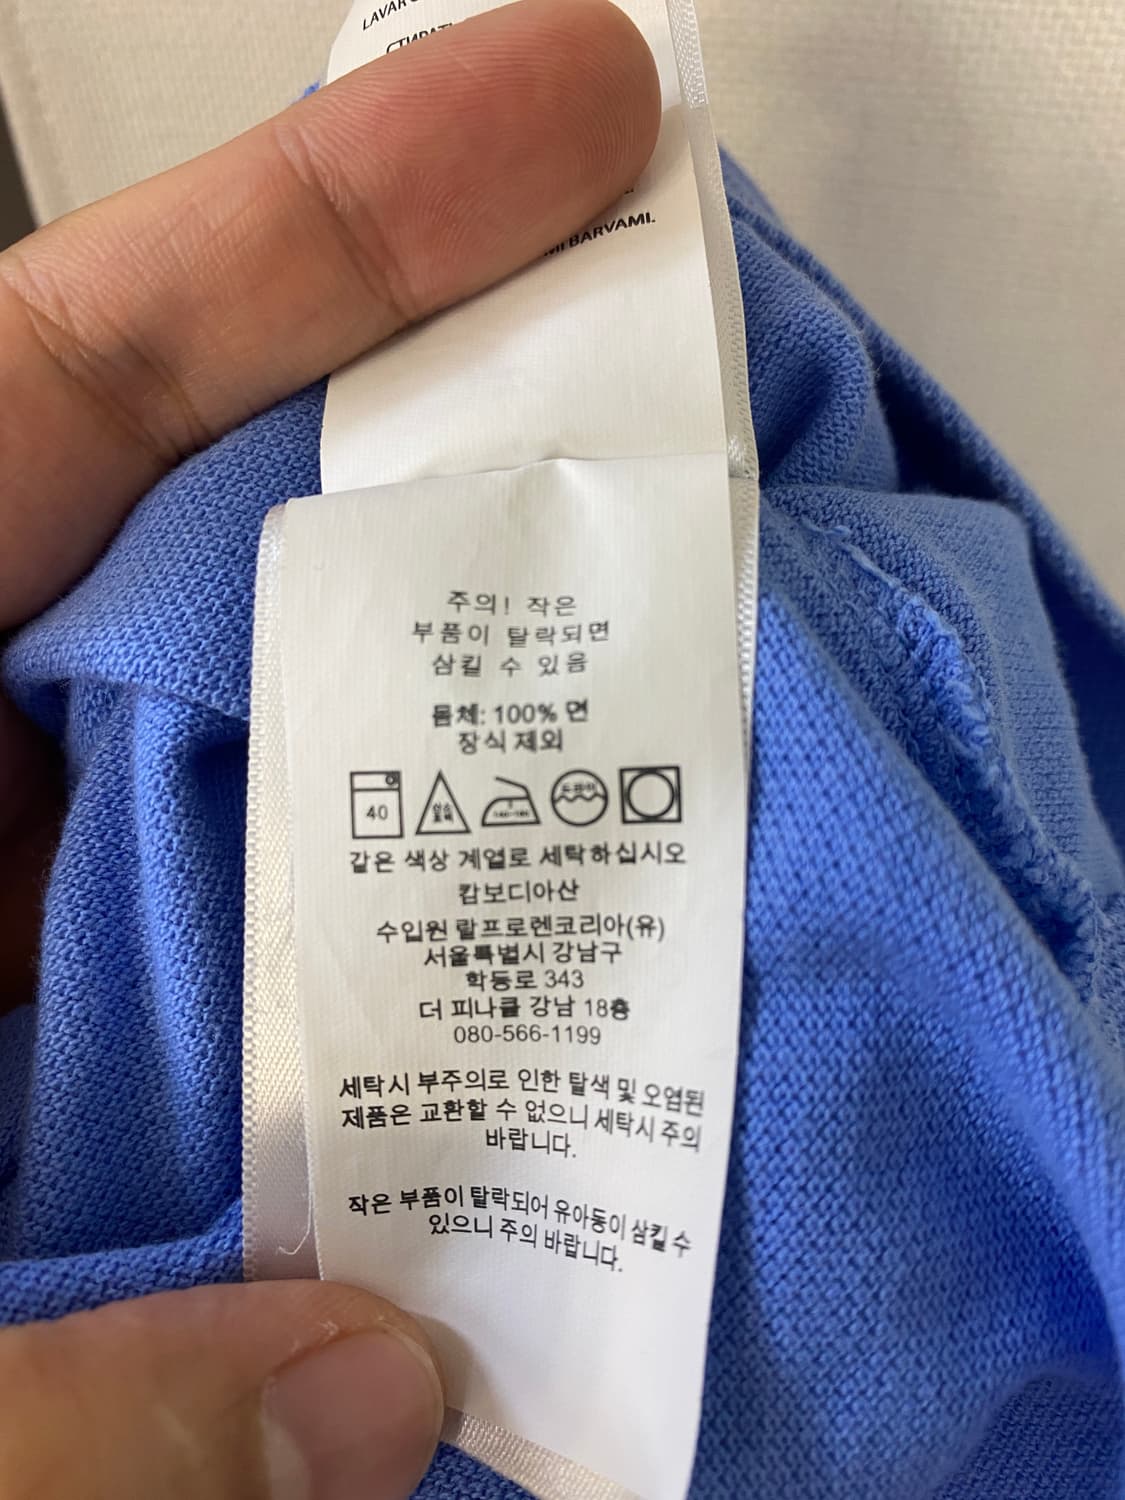 LAVAR
СТИРАТ
MI BARVAMI.
주의! 작은
부품이 탈락되면
삼킬 수 있음
몸체: 100% 면
장식 제외
40
같은 색상 계열로 세탁하십시오
캄보디아산
수입원 랄프로렌코리아(유)
서울특별시 강남구
학동로 343
더 피나클 강남 18층
080-566-1199
세탁시 부주의로 인한 탈색 및 오염된
제품은 교환할 수 없으니 세탁시 주의
바랍니다.
작은 부품이 탈락되어 유아동이 삼킬 수
있으니 주의 바랍니다.